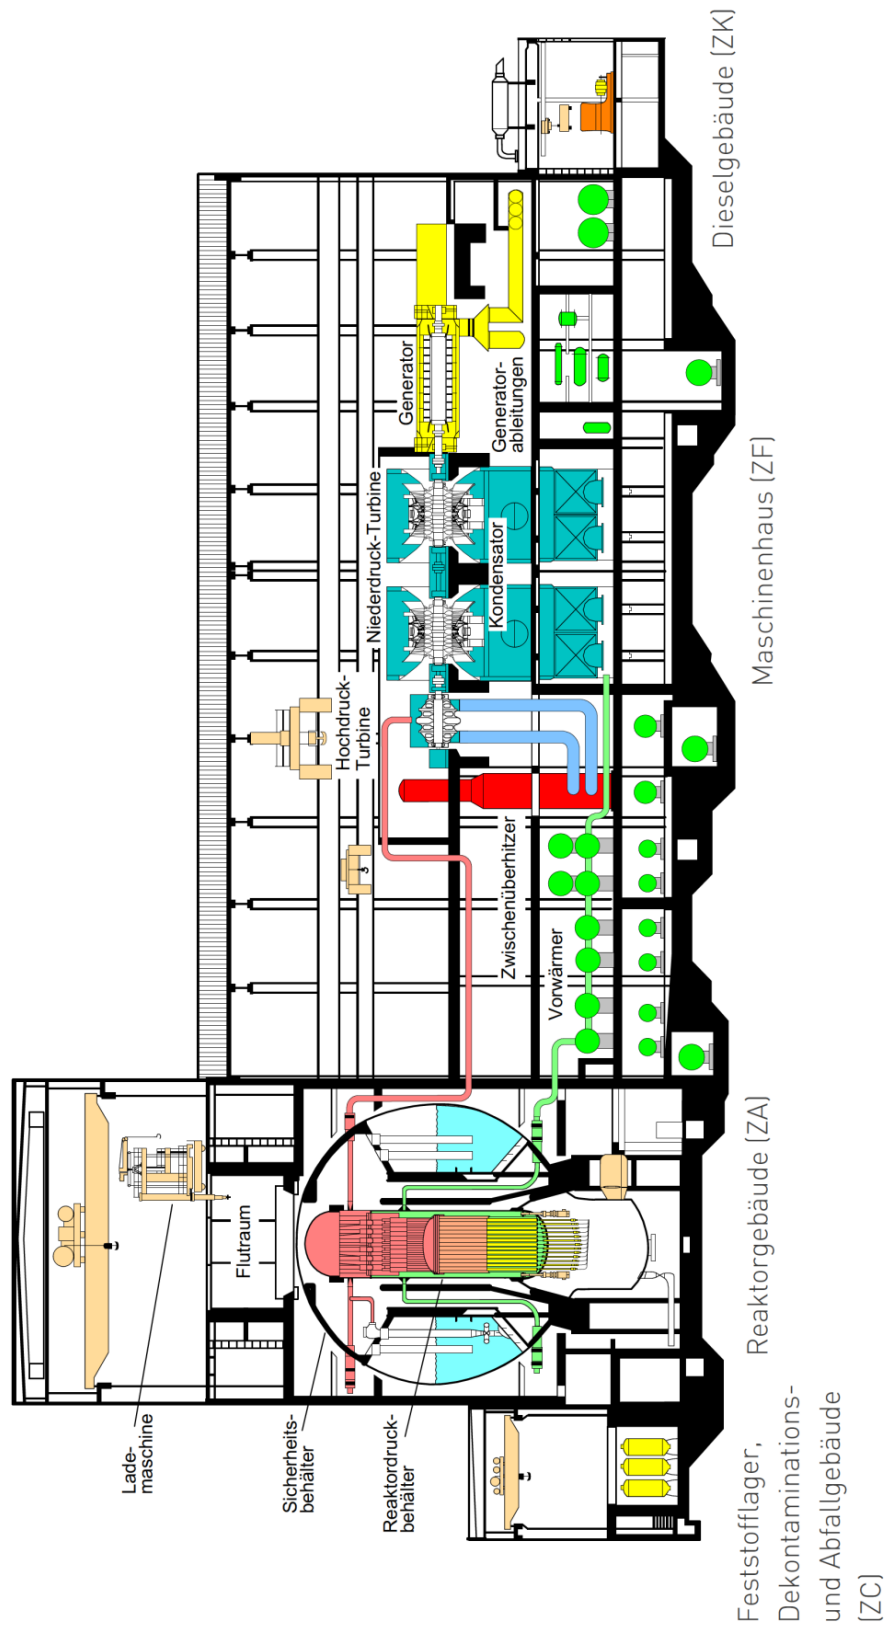 Lade-
maschine
Flutraum
Sicherheits-
behälter
Reaktordruck-
behälter
Hochdruck-
Turbine
Niederdruck-Turbine
Generator
Generator-
ableitungen
Kondensator
Zwischenüberhitzer
Vorwärmer
Feststofflager,
Dekontaminations-
und Abfallgebäude
(ZC)
Reaktorgebäude (ZA)
Maschinenhaus (ZF)
Dieselgebäude (ZK)